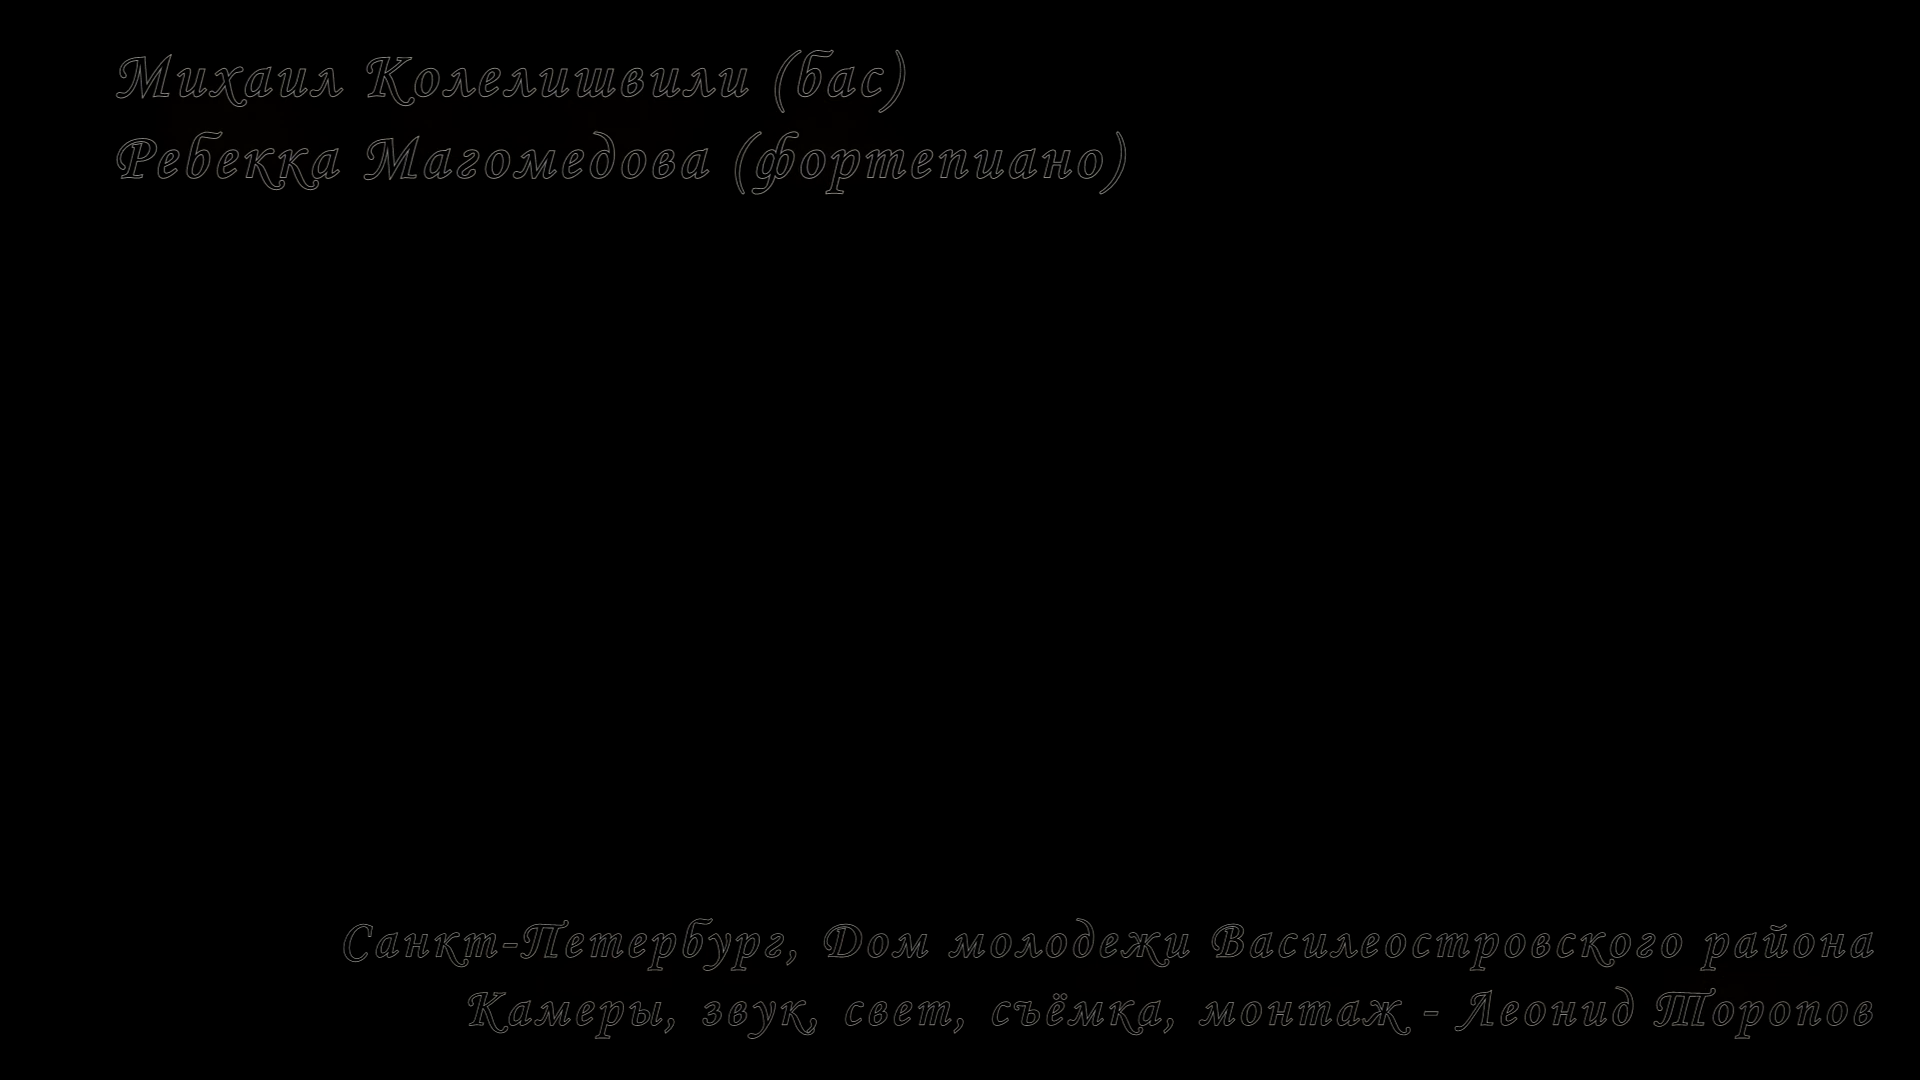 Михаил Колелишвили (бас)
Ребекка Магомедова (фортепиано)
Санкт-Петербург, Дом молодежи Василеостровского района
Камеры, звук, свет, съёмка, монтаж - Леонид Торопов